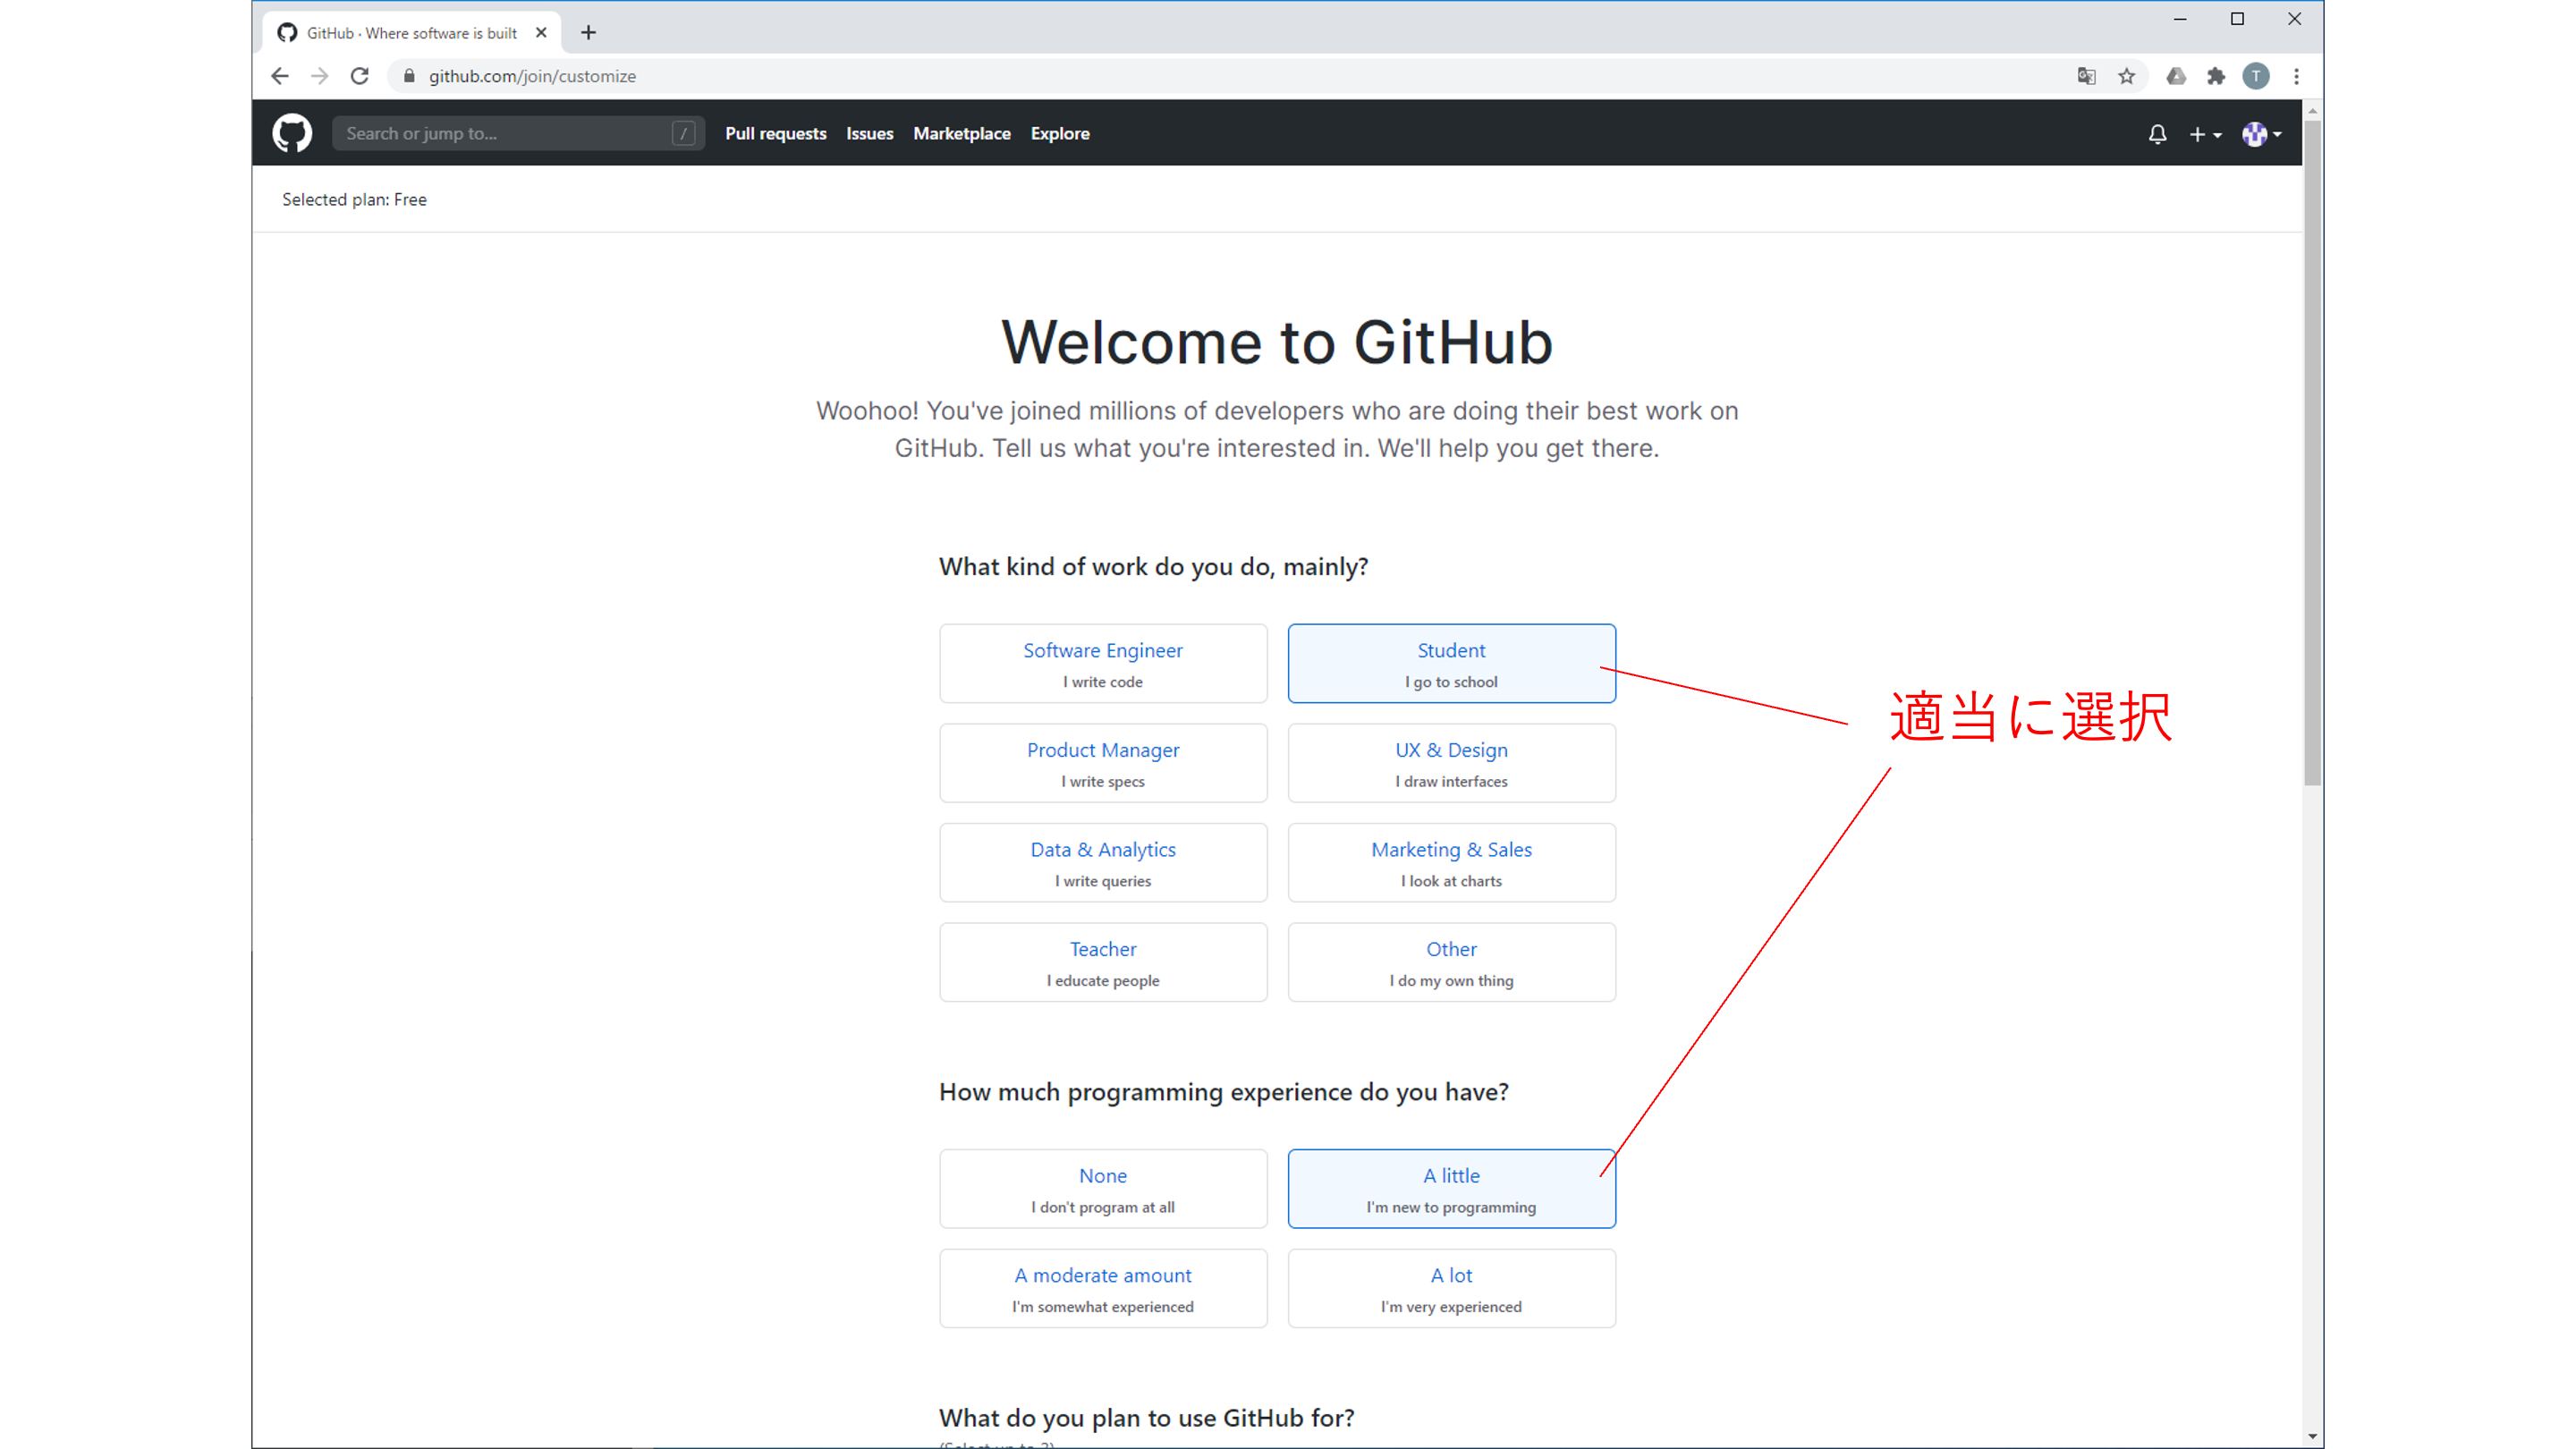 GitHub · Where software is built
github.com/join/customize
T
Search or jump to...
/
Pull requests
Issues
Marketplace
Explore
Selected plan: Free
Welcome to GitHub
Woohoo! You've joined millions of developers who are doing their best work on
GitHub. Tell us what you're interested in. We'll help you get there.
What kind of work do you do, mainly?
Software Engineer
I write code
Student
I go to school
適当に選択
Product Manager
I write specs
UX & Design
I draw interfaces
Data & Analytics
I write queries
Marketing & Sales
I look at charts
Teacher
I educate people
Other
I do my own thing
How much programming experience do you have?
None
I don't program at all
A little
I'm new to programming
A moderate amount
I'm somewhat experienced
A lot
I'm very experienced
What do you plan to use GitHub for?
(Select up to 3)